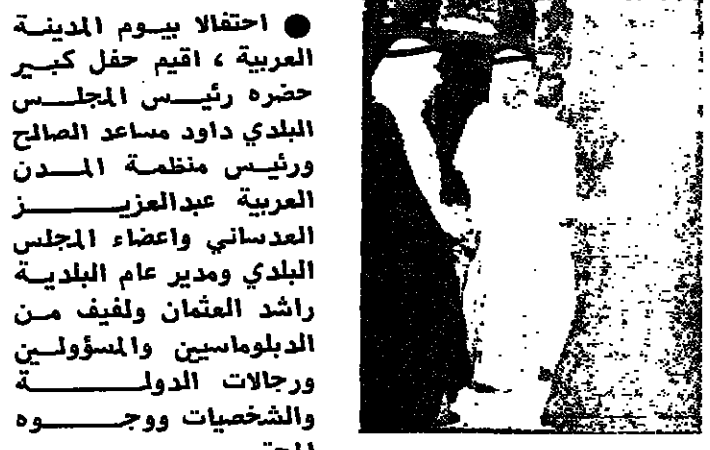 ● احتفالا بيوم المدينة
العربية ، اقيم حفل كبير
حضره رئيس المجلس
البلدي داود مساعد الصالح
ورئيس منظمة المدن
العربية عبدالعزيز
العدساني واعضاء المجلس
البلدي ومدير عام البلدية
راشد العثمان ولفيف من
الدبلوماسيين والمسؤولين
ورجالات الدولة
والشخصيات ووجوه